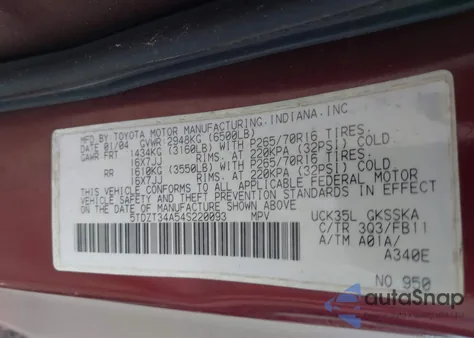 MFD BY TOYOTA MOTOR MANUFACTURING, INDIANA, INC.
DATE 01/04 GVWR 2948KG (6500LB)
GAWR FRT 1434KG (3160LB) WITH P265/70R16 TIRES,
16X7JJ RIMS, AT 220KPA (32PSI) COLD
RR 1610KG (3550LB) WITH P265/70R16 TIRES,
16X7JJ RIMS, AT 220KPA (32PSI) COLD
THIS VEHICLE CONFORMS TO ALL APPLICABLE FEDERAL MOTOR
VEHICLE SAFETY, BUMPER, AND THEFT PREVENTION STANDARDS
IN EFFECT ON THE DATE OF MANUFACTURE SHOWN ABOVE.
5TDZT34A54S220093 MPV UCK35L GKSSKA
C/TR 3Q3/FB11
A/TM A01A/
A340E
NO 950
autoSnap